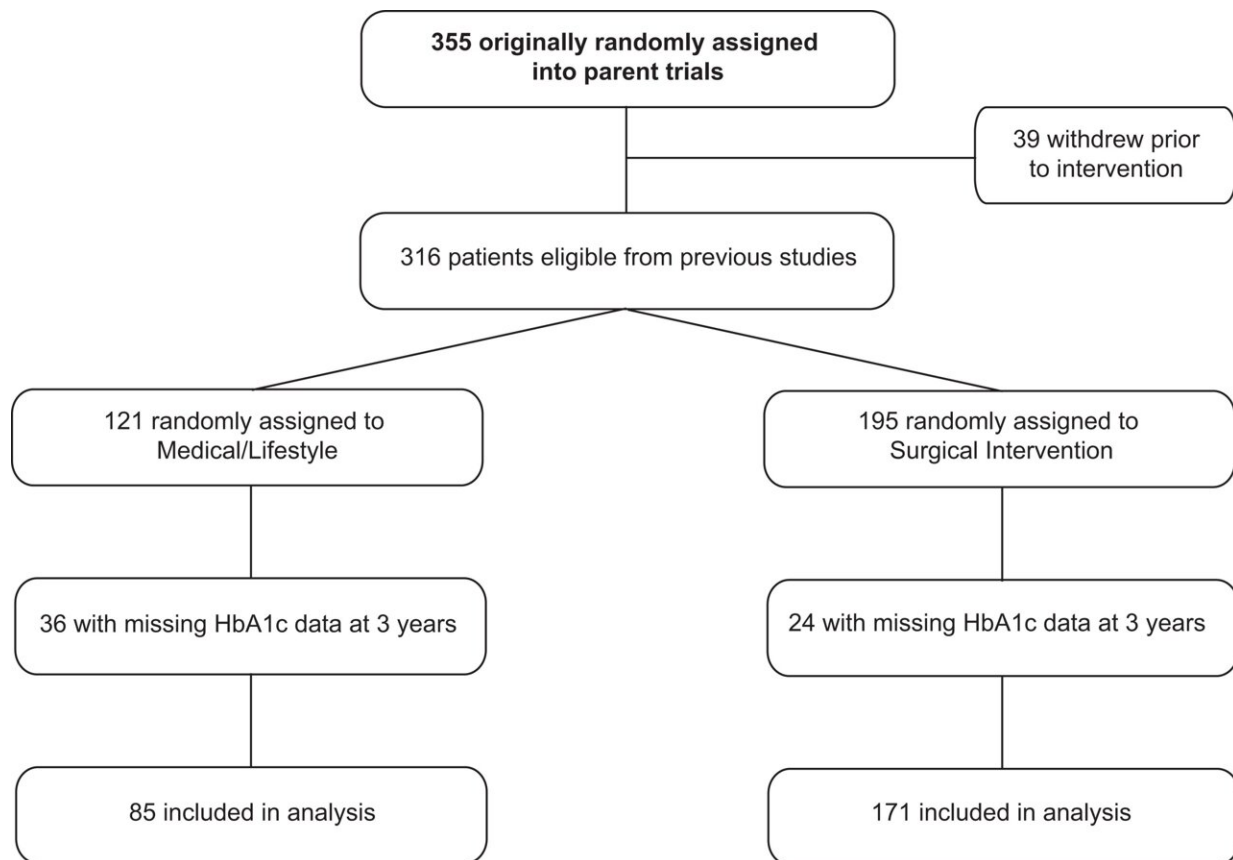 355 originally randomly assigned
into parent trials
39 withdrew prior
to intervention
316 patients eligible from previous studies
121 randomly assigned to
Medical/Lifestyle
195 randomly assigned to
Surgical Intervention
36 with missing HbA1c data at 3 years
24 with missing HbA1c data at 3 years
85 included in analysis
171 included in analysis